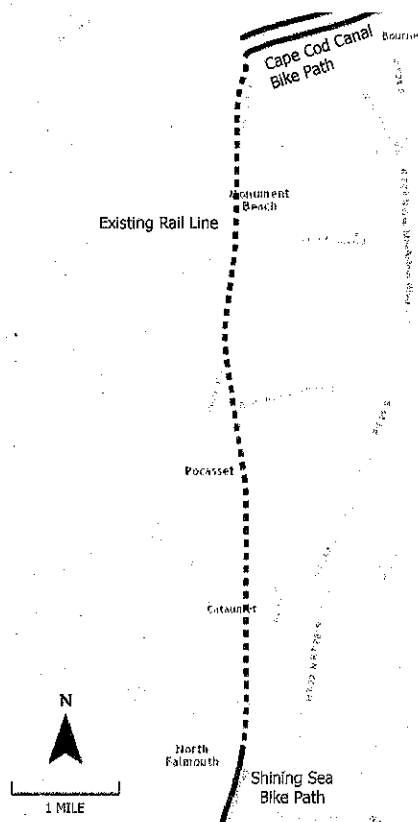 Bourne
Cape Cod Canal
Bike Path
Monument
Beach
Existing Rail Line
Pocasset
Cataumet
N
North
Falmouth
Shining Sea
Bike Path
1 MILE